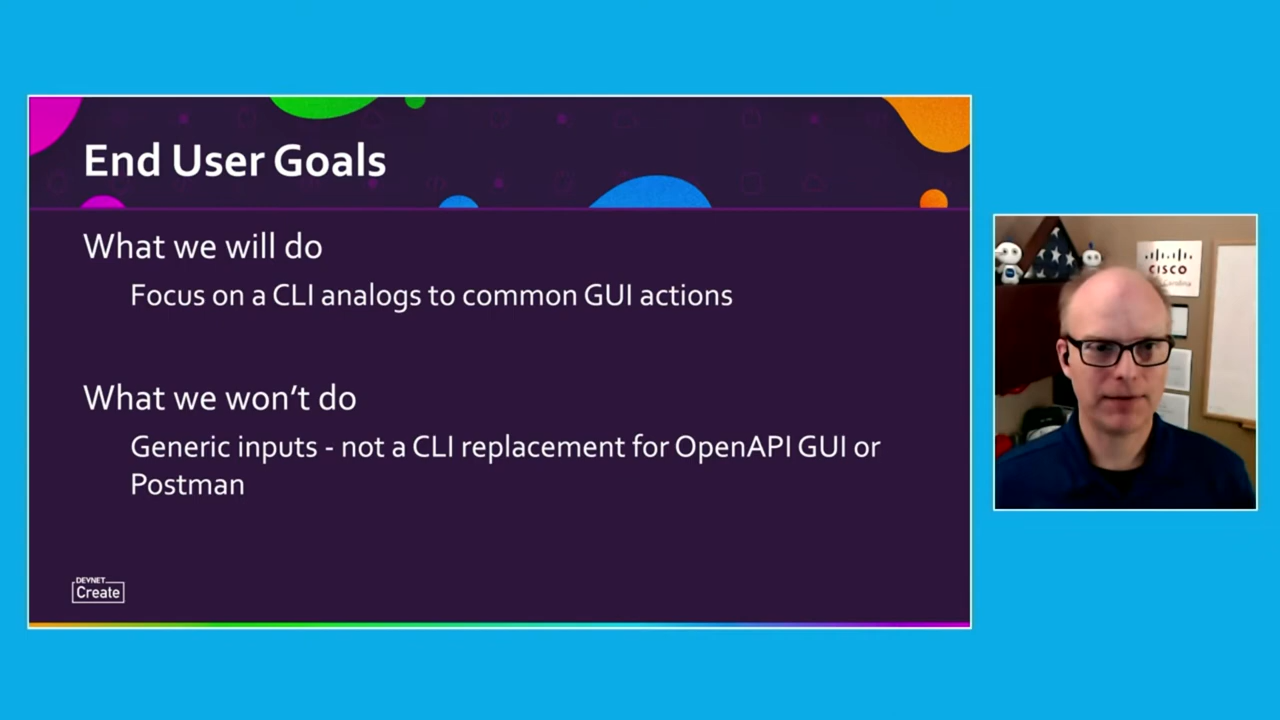 End User Goals
What we will do
Focus on a CLI analogs to common GUI actions
What we won't do
Generic inputs - not a CLI replacement for OpenAPI GUI or
Postman
DEVNET
Create
CISCO